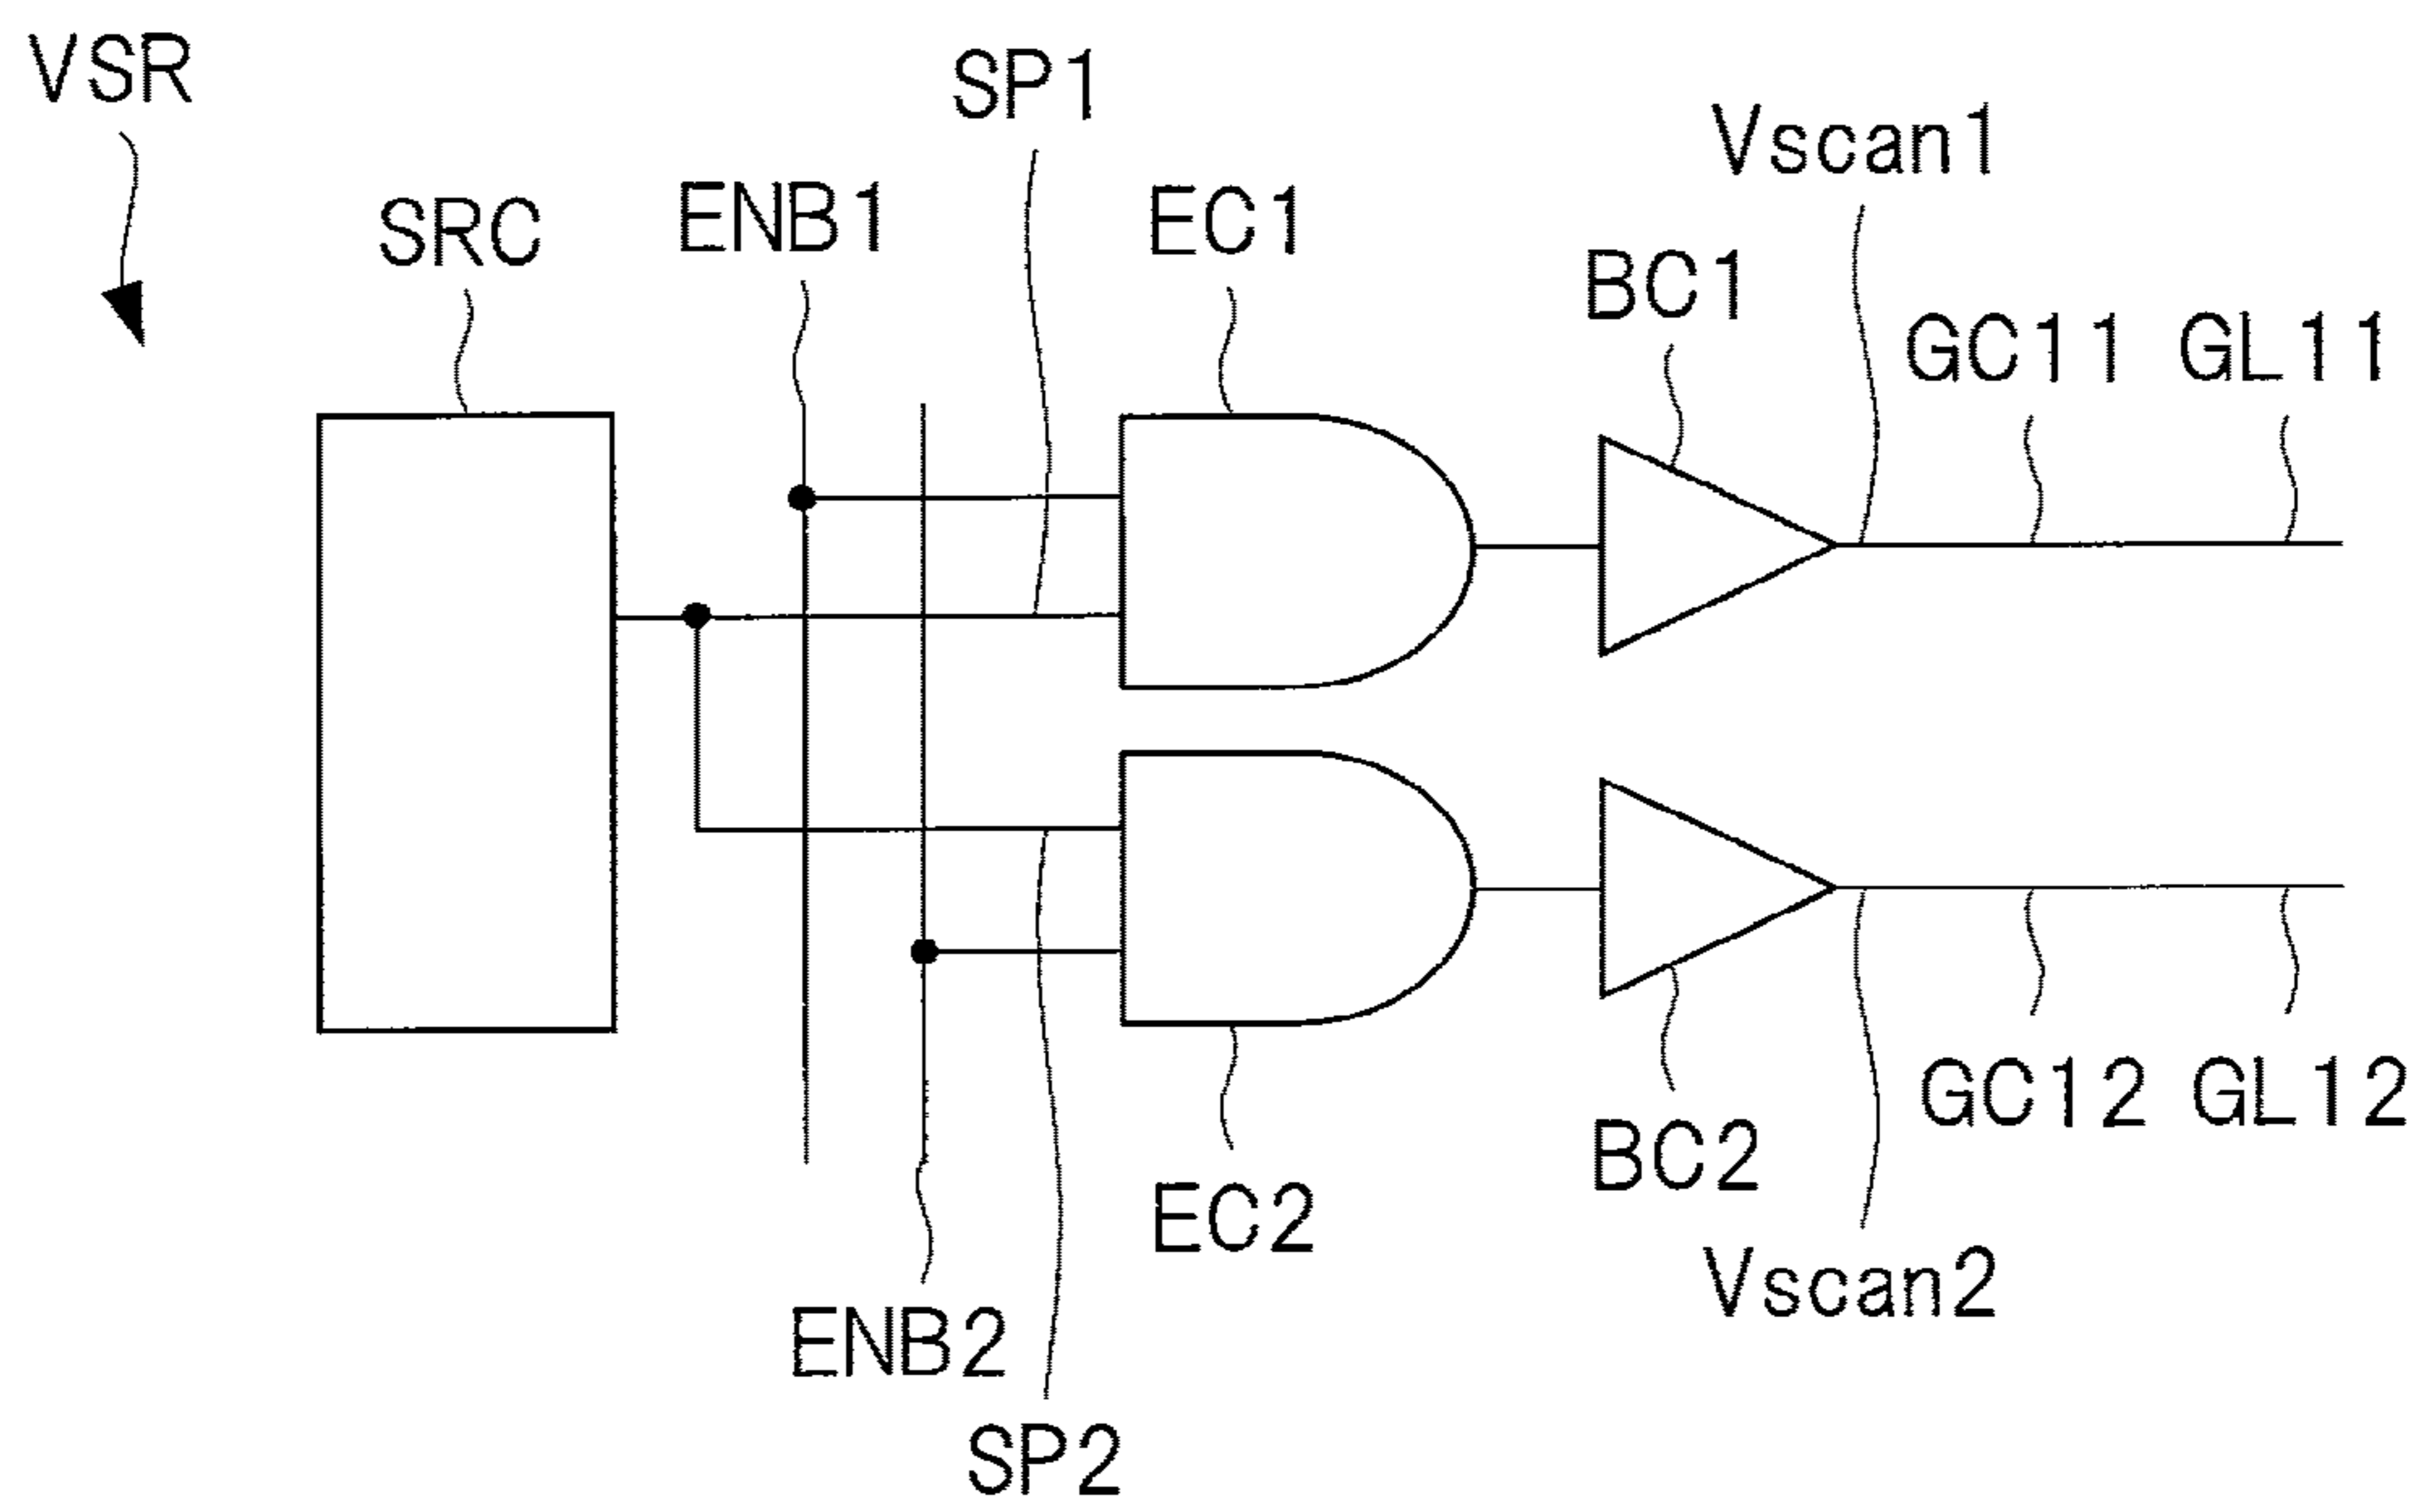 VSR
SP1
Vscan1
SRC
ENB1
EC1
BC1
GC11
GL11
GC12
GL12
BC2
EC2
Vscan2
ENB2
SP2